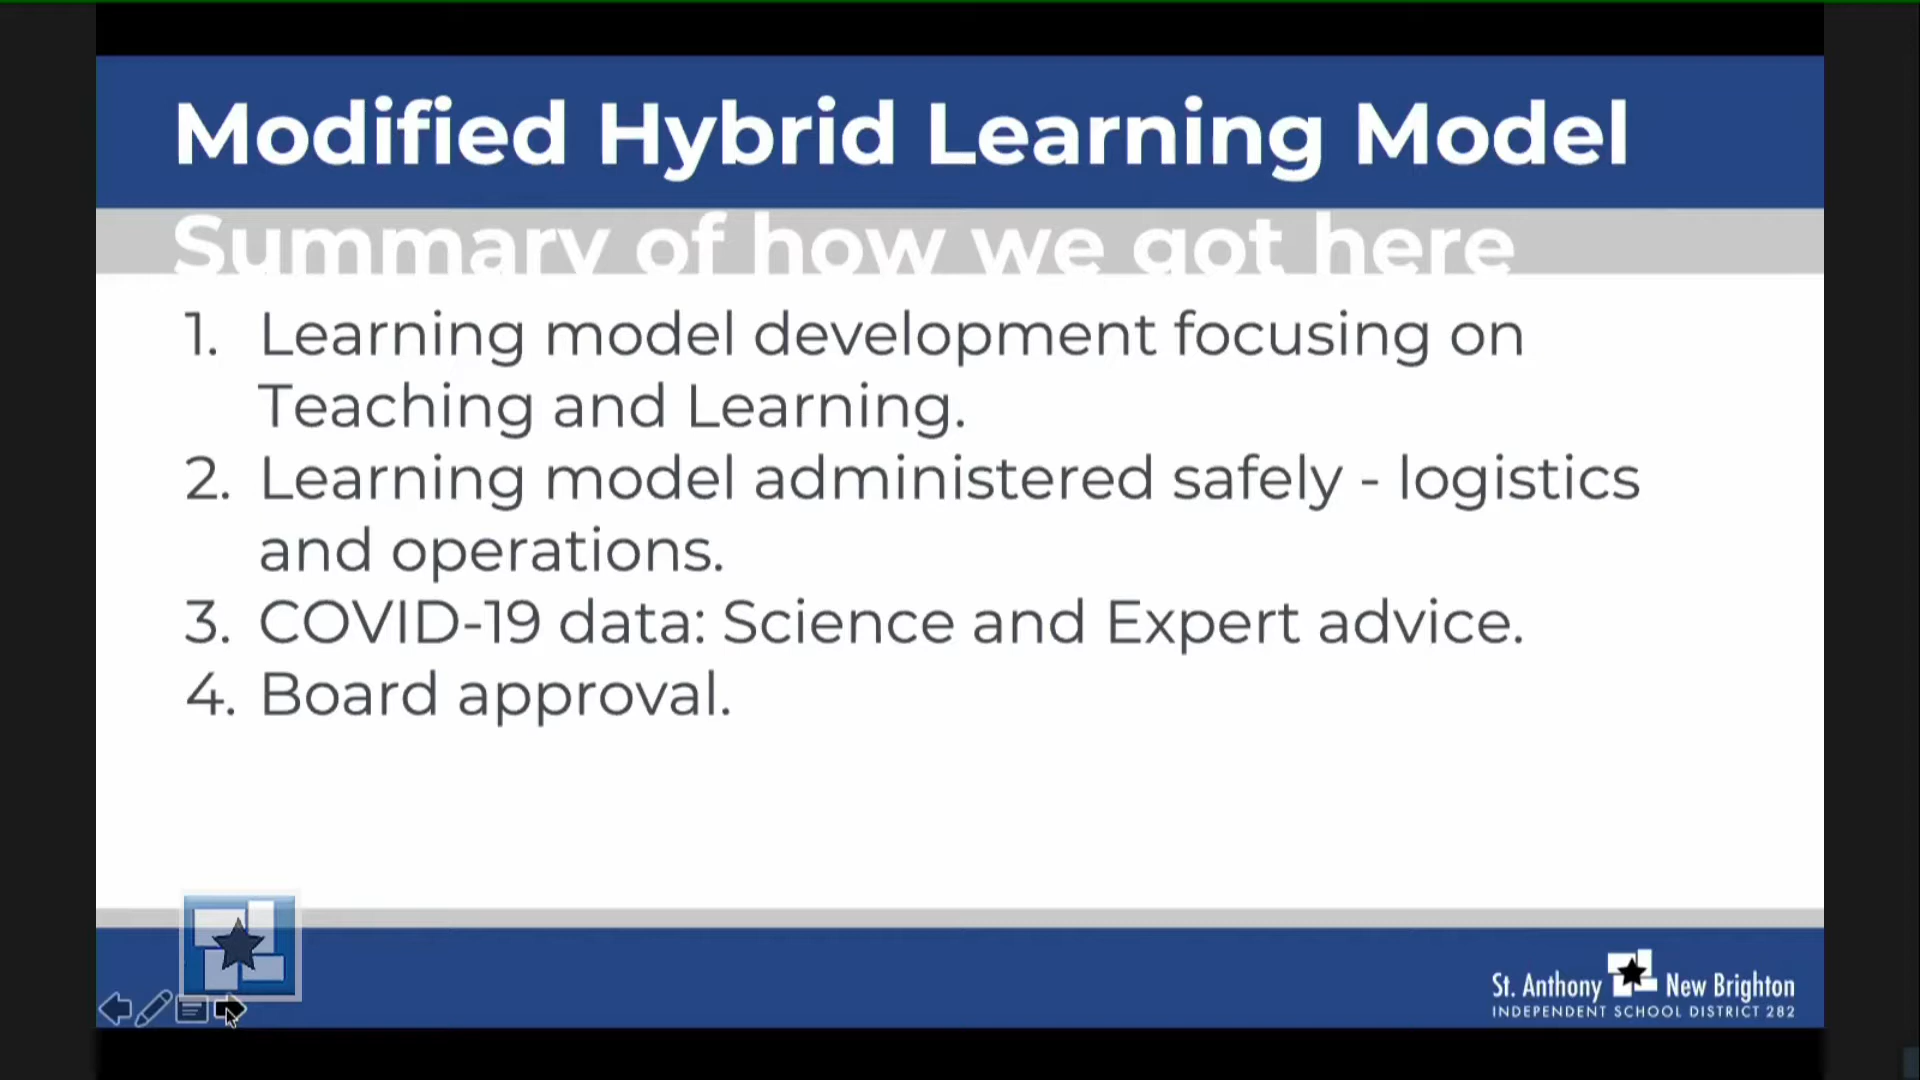 Modified Hybrid Learning Model
Summary of how we got here
1. Learning model development focusing on
Teaching and Learning.
2. Learning model administered safely - logistics
and operations.
3. COVID-19 data: Science and Expert advice.
4. Board approval.
St. Anthony New Brighton
INDEPENDENT SCHOOL DISTRICT 282